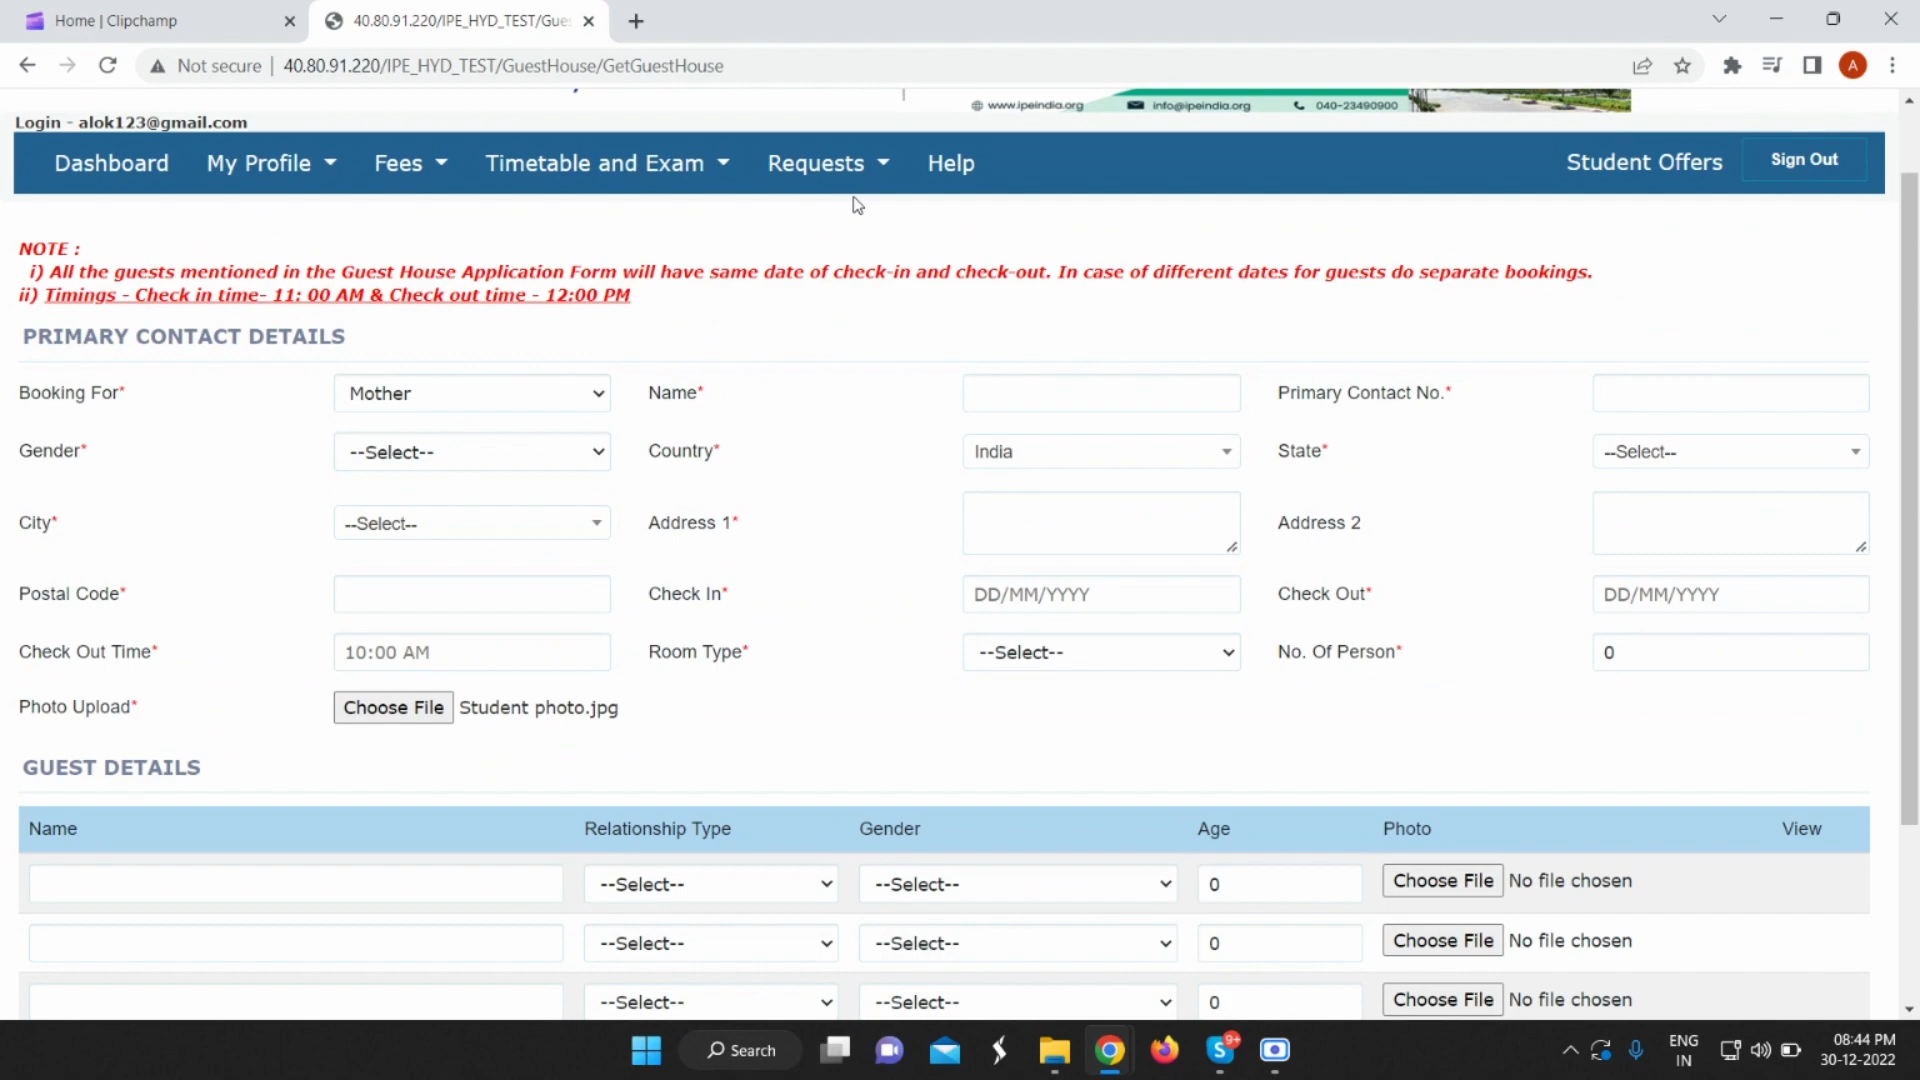 Home | Clipchamp
40.80.91.220/IPE_HYD_TEST/Gue
Not secure | 40.80.91.220/IPE_HYD_TEST/GuestHouse/GetGuestHouse
A
www.ipeindia.org info@ipeindia.org 040-23490900
Login - alok123@gmail.com
Dashboard My Profile Fees Timetable and Exam Requests Help Student Offers Sign Out
NOTE :
i) All the guests mentioned in the Guest House Application Form will have same date of check-in and check-out. In case of different dates for guests do separate bookings.
ii) Timings - Check in time- 11: 00 AM & Check out time - 12:00 PM
PRIMARY CONTACT DETAILS
Booking For* Mother Name* Primary Contact No.*
Gender* --Select-- Country* India State* --Select--
City* --Select-- Address 1* Address 2
Postal Code* Check In* DD/MM/YYYY Check Out* DD/MM/YYYY
Check Out Time* 10:00 AM Room Type* --Select-- No. Of Person* 0
Photo Upload* Choose File Student photo.jpg
GUEST DETAILS
Name Relationship Type Gender Age Photo View
--Select-- --Select-- 0 Choose File No file chosen
--Select-- --Select-- 0 Choose File No file chosen
--Select-- --Select-- 0 Choose File No file chosen
Search S 9+ ENG 08:44 PM
IN 30-12-2022